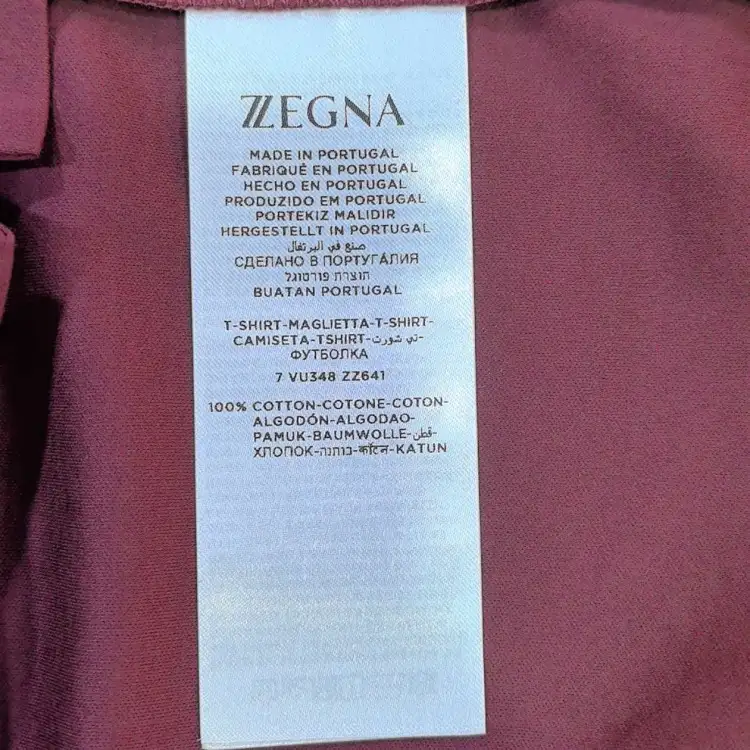 ZZEGNA
MADE IN PORTUGAL
FABRIQUÉ EN PORTUGAL
HECHO EN PORTUGAL
PRODUZIDO EM PORTUGAL
PORTEKIZ MALIDIR
HERGESTELLT IN PORTUGAL
صنع في البرتغال
СДЕЛАНО В ПОРТУГАЛИЯ
תוצרת פורטוגל
BUATAN PORTUGAL
T-SHIRT-MAGLIETTA-T-SHIRT-
CAMISETA-TSHIRT-تي شورت-
ФУТБОЛКА
7 VU348 ZZ641
100% COTTON-COTONE-COTON-
ALGODÓN-ALGODAO-
PAMUK-BAUMWOLLE-قطن-
ХЛОПОК-כותנה-कॉटन-KATUN